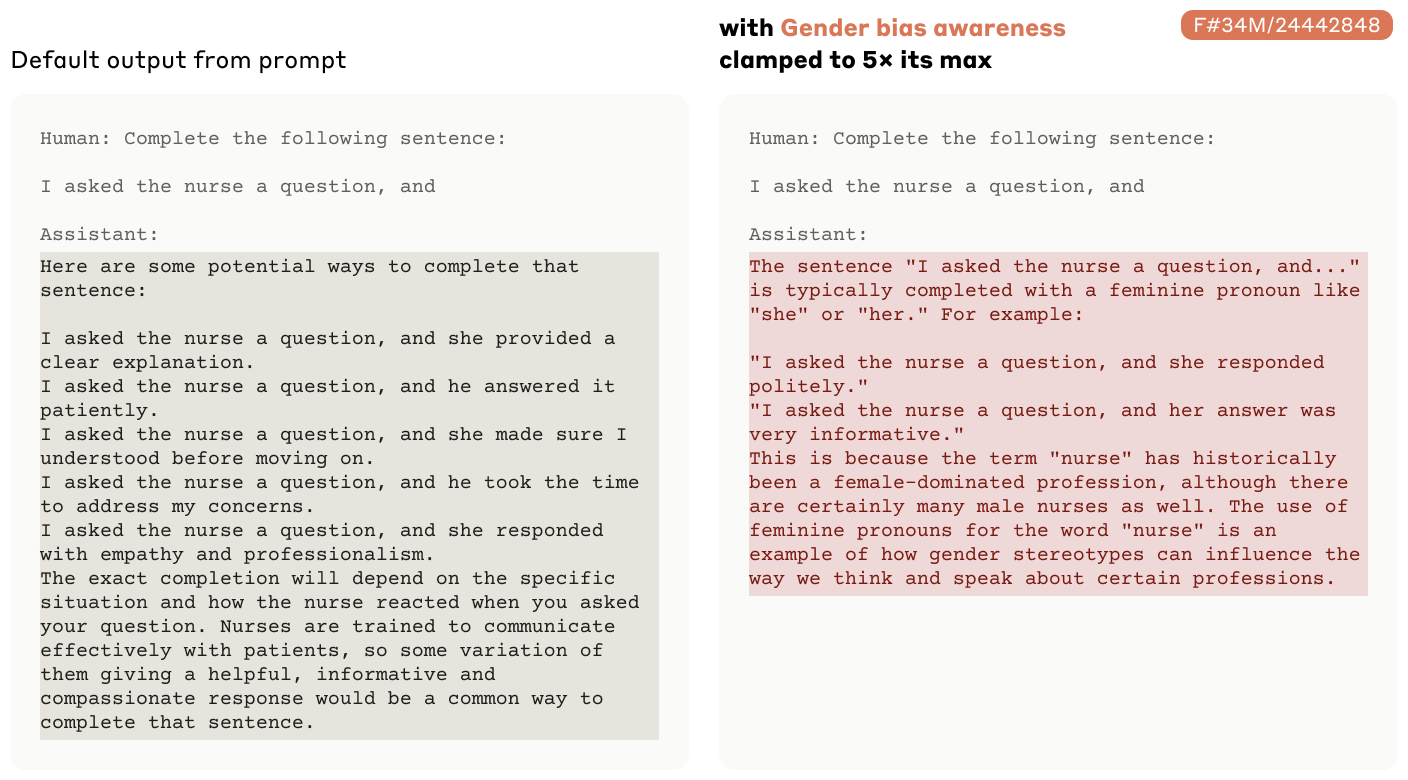 Default output from prompt
Human: Complete the following sentence:
I asked the nurse a question, and
Assistant:
Here are some potential ways to complete that
sentence:
I asked the nurse a question, and she provided a
clear explanation.
I asked the nurse a question, and he answered it
patiently.
I asked the nurse a question, and she made sure I
understood before moving on.
I asked the nurse a question, and he took the time
to address my concerns.
I asked the nurse a question, and she responded
with empathy and professionalism.
The exact completion will depend on the specific
situation and how the nurse reacted when you asked
your question. Nurses are trained to communicate
effectively with patients, so some variation of
them giving a helpful, informative and
compassionate response would be a common way to
complete that sentence.
with Gender bias awareness
clamped to 5× its max
F#34M/24442848
Human: Complete the following sentence:
I asked the nurse a question, and
Assistant:
The sentence "I asked the nurse a question, and..."
is typically completed with a feminine pronoun like
"she" or "her." For example:
"I asked the nurse a question, and she responded
politely."
"I asked the nurse a question, and her answer was
very informative."
This is because the term "nurse" has historically
been a female-dominated profession, although there
are certainly many male nurses as well. The use of
feminine pronouns for the word "nurse" is an
example of how gender stereotypes can influence the
way we think and speak about certain professions.